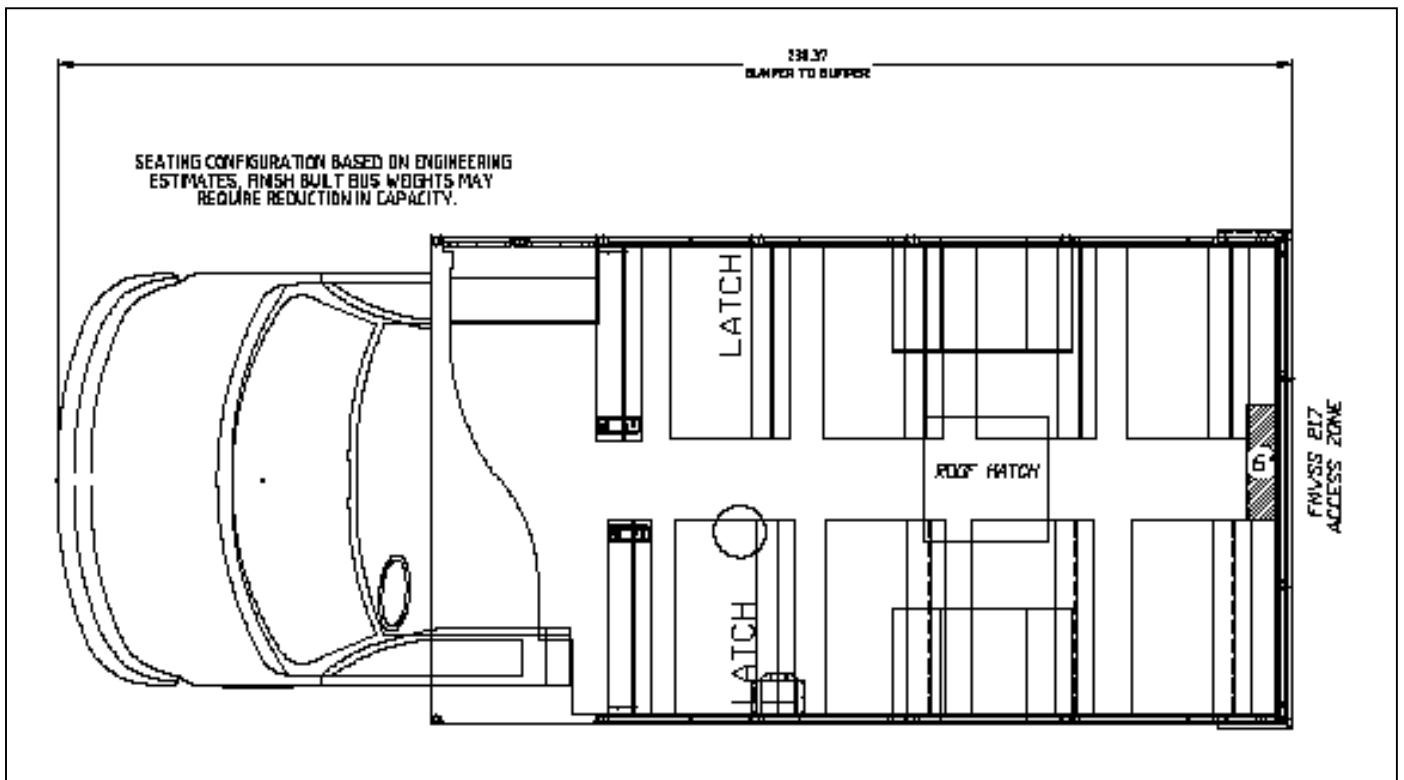 BUMPER TO BUMPER
SEATING CONFIGURATION BASED ON ENGINEERING
ESTIMATES, FINISH BUILT BUS WEIGHTS MAY
REQUIRE REDUCTION IN CAPACITY.
LATCH
ROOF HATCH
LATCH
FMVSS 217
ACCESS ZONE